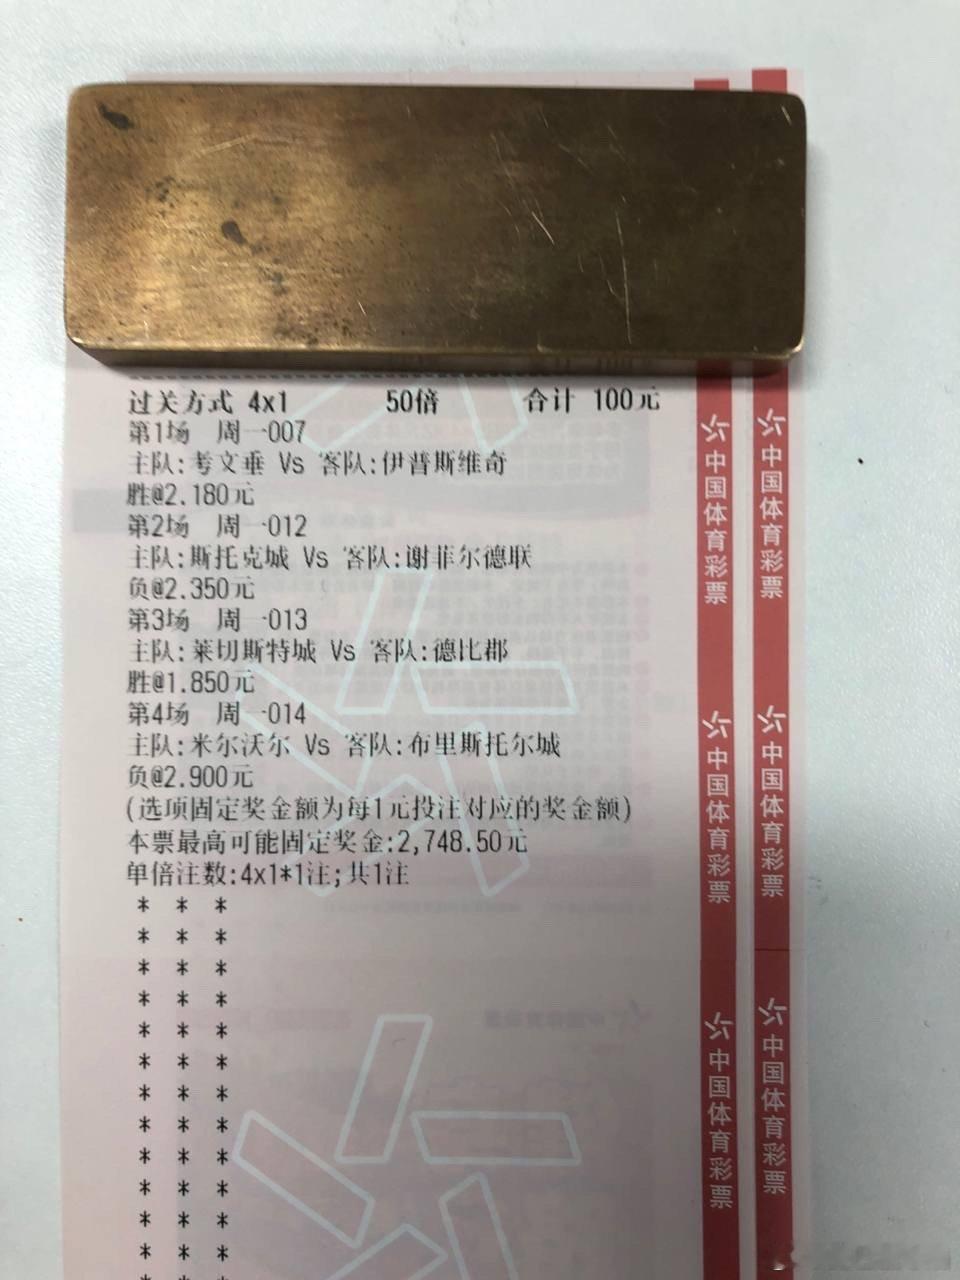 过关方式 4x1 50倍 合计 100元
第1场 周一007
主队:考文垂 Vs 客队:伊普斯维奇
胜@2.180元
第2场 周一012
主队:斯托克城 Vs 客队:谢菲尔德联
负@2.350元
第3场 周一013
主队:莱切斯特城 Vs 客队:德比郡
胜@1.850元
第4场 周一014
主队:米尔沃尔 Vs 客队:布里斯托尔城
负@2.900元
(选项固定奖金额为每1元投注对应的奖金额)
本票最高可能固定奖金:2,748.50元
单倍注数:4x1*1注;共1注
* * *
* * *
* * *
* * *
* * *
* * *
* * *
* * *
* * *
* * *
* * *
* * *
* * *
中国体育彩票
中国体育彩票
中国体育彩票
中国体育彩票
中国体育彩票
中国体育彩票